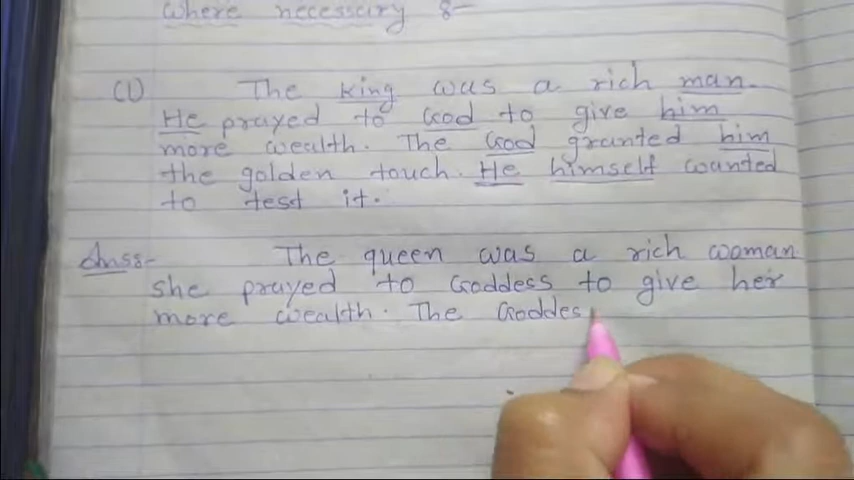 where necessary :-
(1) The king was a rich man.
He prayed to God to give him
more wealth. The God granted him
the golden touch. He himself wanted
to test it.
Ans:- The queen was a rich woman
she prayed to Goddess to give her
more wealth. The Goddes